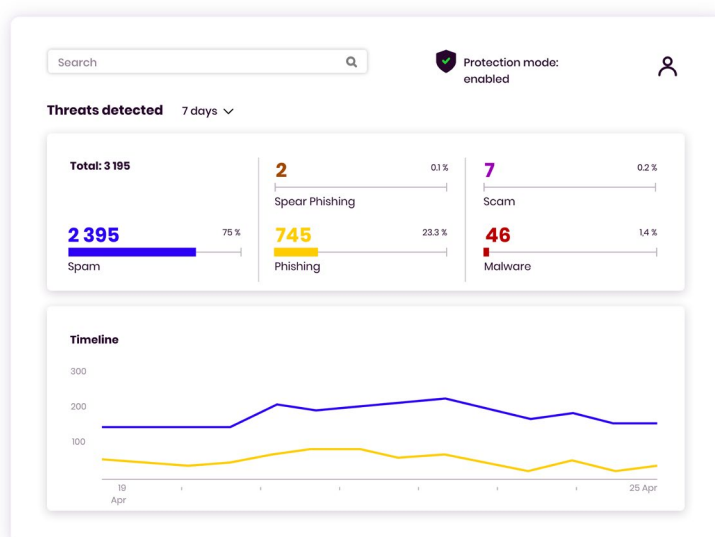 Search
Protection mode:
enabled
Threats detected 7 days
Total: 3 195
2 0.1 %
Spear Phishing
7 0.2 %
Scam
2 395 75 %
Spam
745 23.3 %
Phishing
46 1,4 %
Malware
Timeline
300
200
100
19
Apr
25 Apr